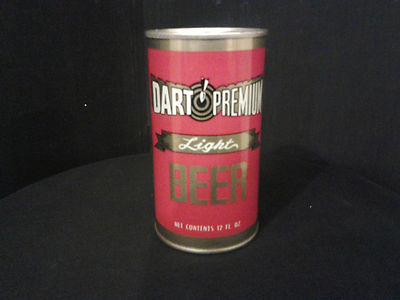 DART PREMIUM
Light
BEER
NET CONTENTS 12 FL OZ